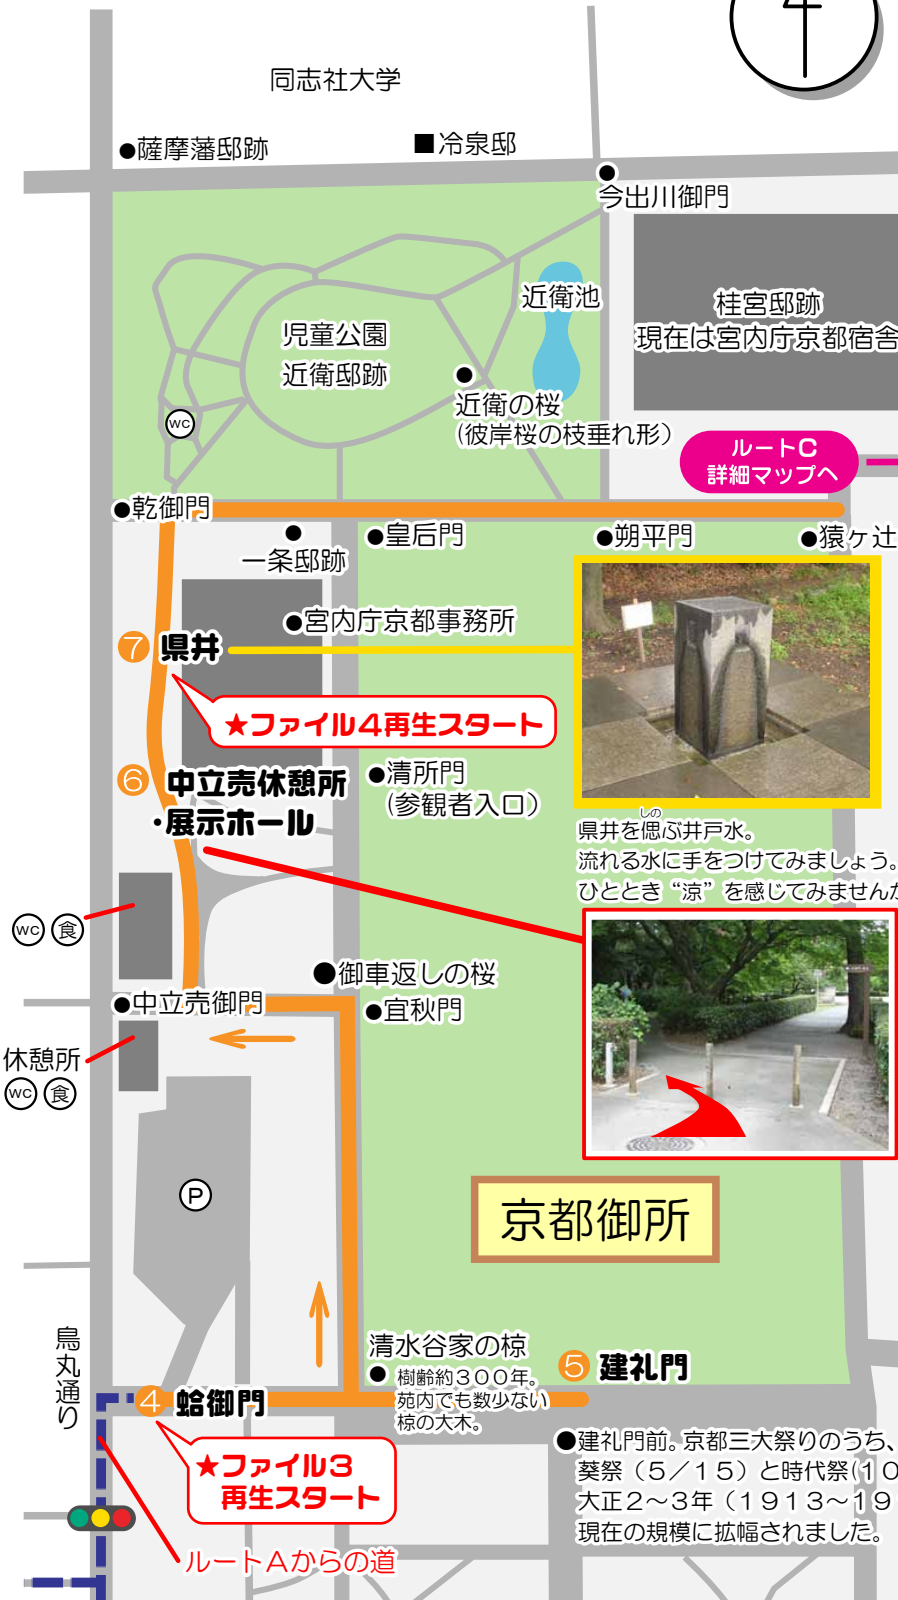 同志社大学
●薩摩藩邸跡
■冷泉邸
今出川御門
近衛池
桂宮邸跡
現在は宮内庁京都宿舎
児童公園
近衛邸跡
近衛の桜
(彼岸桜の枝垂れ形)
WC
ルートC
詳細マップへ
●乾御門
一条邸跡
●皇后門
●朔平門
●猿ヶ辻
●宮内庁京都事務所
⑦ 県井
★ファイル4再生スタート
⑥ 中立売休憩所
・展示ホール
●清所門
(参観者入口)
しの
県井を偲ぶ井戸水。
流れる水に手をつけてみましょう。
ひととき“涼”を感じてみませんか
WC 食
●御車返しの桜
●中立売御門
●宜秋門
休憩所
WC 食
P
京都御所
烏丸通り
清水谷家の椋
●樹齢約300年。
苑内でも数少ない
椋の大木。
⑤ 建礼門
④ 蛤御門
★ファイル3
再生スタート
●建礼門前。京都三大祭りのうち、
葵祭(5/15)と時代祭(10
大正2~3年(1913~19
現在の規模に拡幅されました。
ルートAからの道